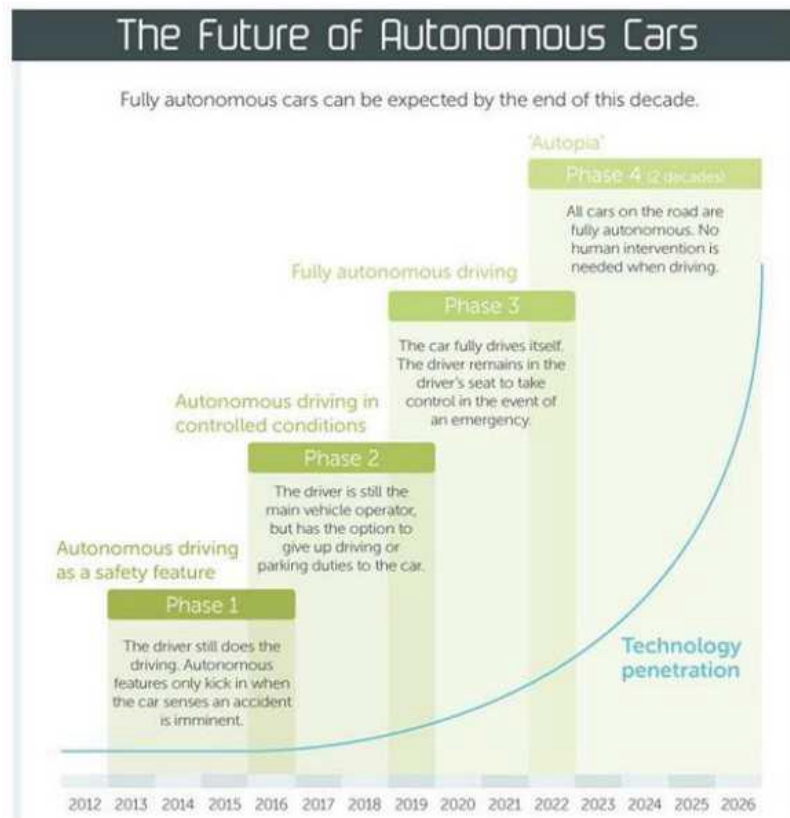 The Future of Autonomous Cars
Fully autonomous cars can be expected by the end of this decade.
'Autopia'
Phase 4 (2 decades)
All cars on the road are
fully autonomous. No
human intervention is
needed when driving.
Fully autonomous driving
Phase 3
The car fully drives itself.
The driver remains in the
driver's seat to take
control in the event of
an emergency.
Autonomous driving in
controlled conditions
Phase 2
The driver is still the
main vehicle operator,
but has the option to
give up driving or
parking duties to the car.
Autonomous driving
as a safety feature
Phase 1
The driver still does the
driving. Autonomous
features only kick in when
the car senses an accident
is imminent.
Technology
penetration
2012 2013 2014 2015 2016 2017 2018 2019 2020 2021 2022 2023 2024 2025 2026